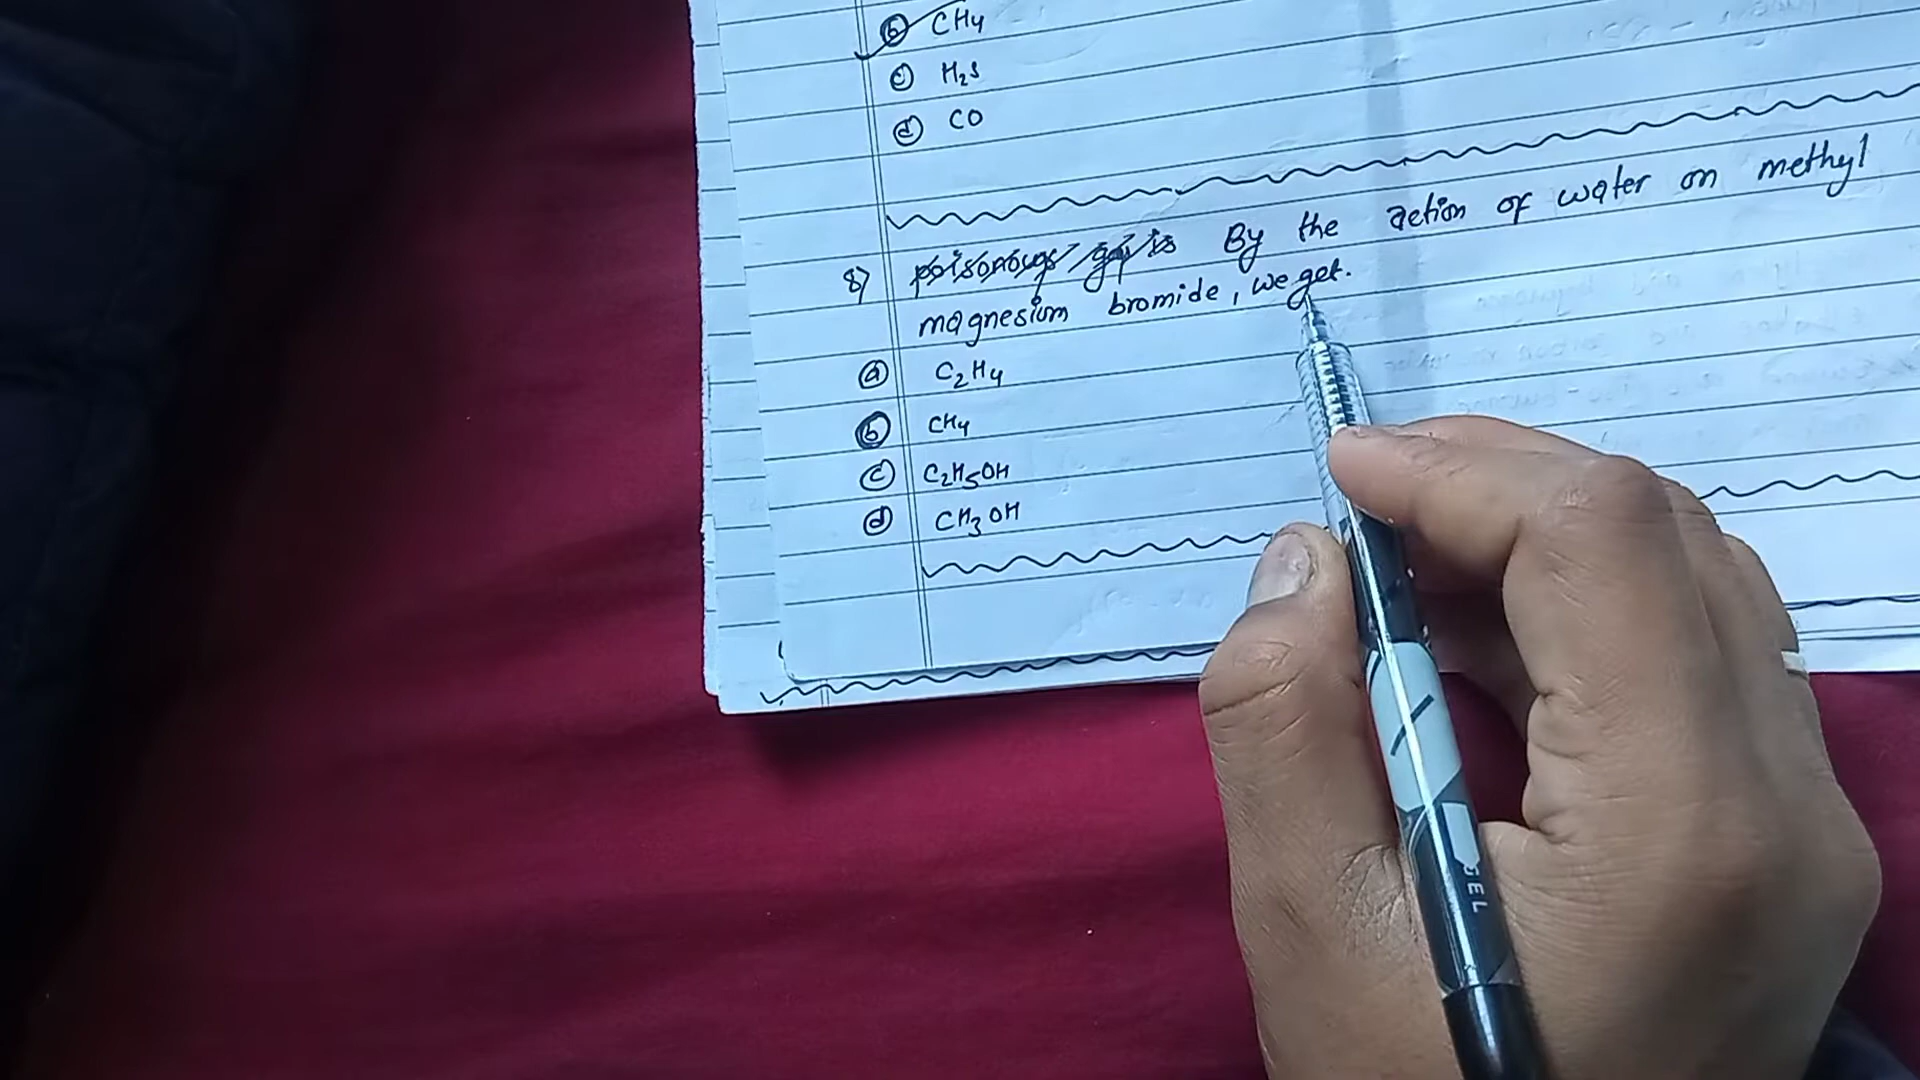 (b) CH4
(c) H2S
(d) CO
8) poisonous gas is By the action of water on methyl
magnesium bromide, we get.
(a) C2H4
(b) CH4
(c) C2H5OH
(d) CH3OH
GEL